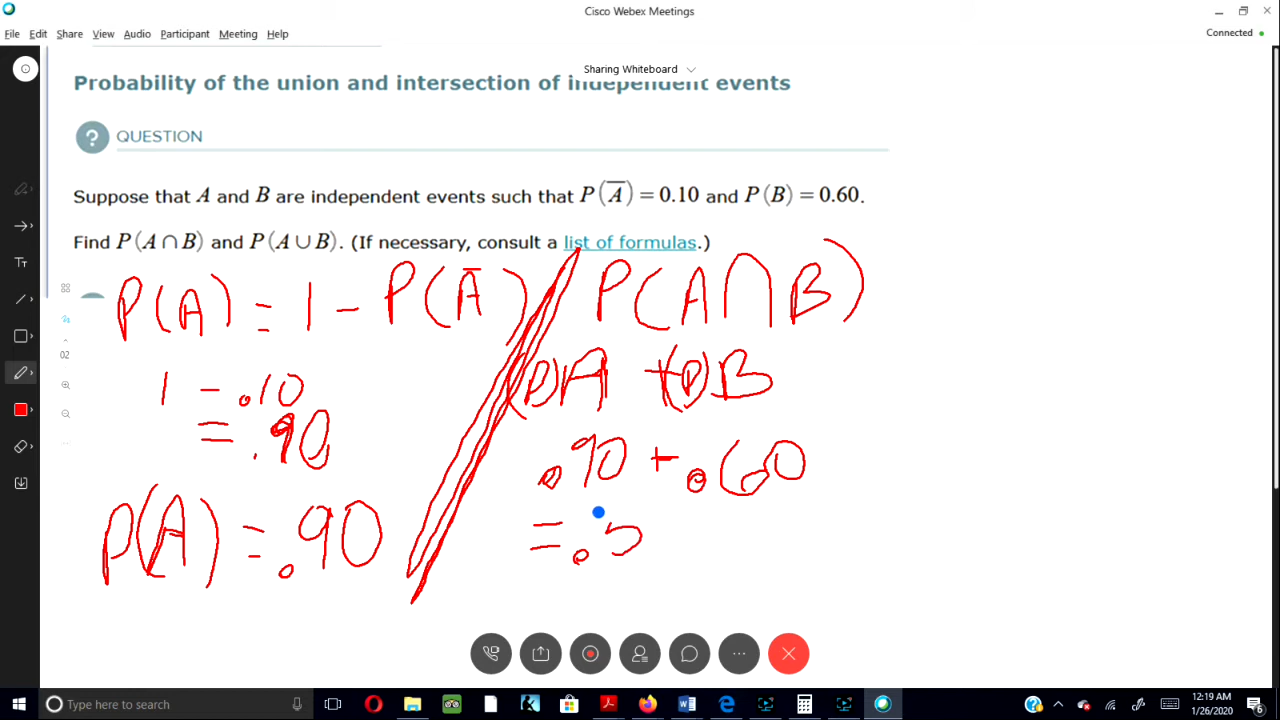 Cisco Webex Meetings
File Edit Share View Audio Participant Meeting Help
Connected
Sharing Whiteboard
Probability of the union and intersection of independent events
? QUESTION
Suppose that A and B are independent events such that P(A̅) = 0.10 and P(B) = 0.60.
Find P(A∩B) and P(A∪B). (If necessary, consult a list of formulas.)
P(A) = 1 - P(A̅)
1 - .10
= .90
P(A) = .90
P(A∩B)
(P)A + (P)B
.90 + .60
= .5
02
Type here to search
12:19 AM
1/26/2020
6